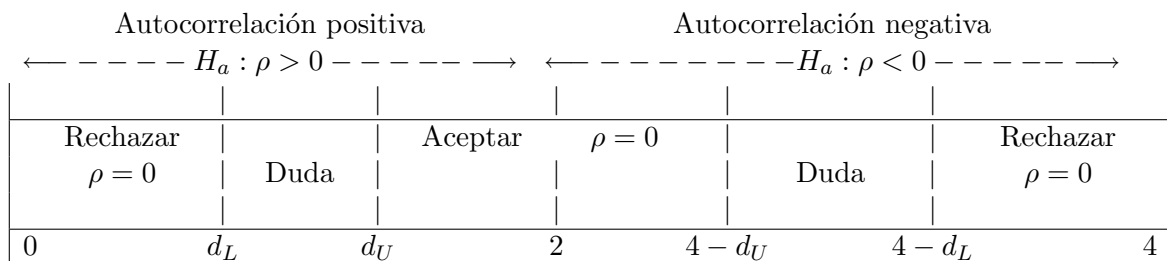 Autocorrelación positiva Autocorrelación negativa
←− − − − − − H_a : ρ > 0 − − − − − − −→ ←− − − − − − − − −H_a : ρ < 0 − − − − − −→
Rechazar Aceptar ρ = 0 Rechazar
ρ = 0 Duda Duda ρ = 0
0 d_L d_U 2 4 − d_U 4 − d_L 4